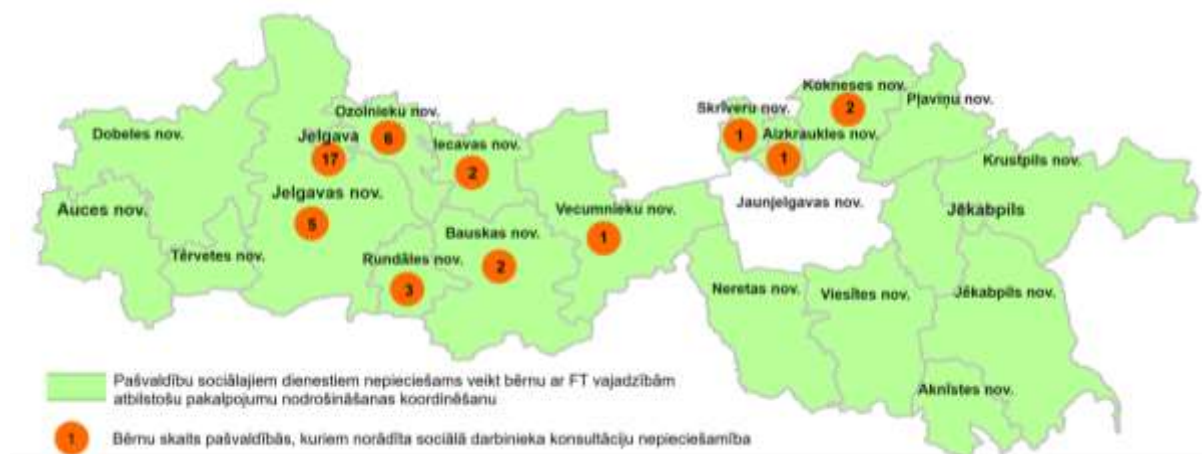 Kokneses nov.
2
Skrīveru nov.
1
Pļaviņu nov.
Aizkraukles nov.
1
Ozolnieku nov.
6
Dobeles nov.
Jelgava
17
Iecavas nov.
2
Krustpils nov.
Jelgavas nov.
5
Auces nov.
Vecumnieku nov.
1
Jaunjelgavas nov.
Jēkabpils
Bauskas nov.
2
Tērvetes nov.
Rundāles nov.
3
Neretas nov.
Viesītes nov.
Jēkabpils nov.
Aknīstes nov.
Pašvaldību sociālajiem dienestiem nepieciešams veikt bērnu ar FT vajadzībām
atbilstošu pakalpojumu nodrošināšanas koordinēšanu
1 Bērnu skaits pašvaldībās, kuriem norādīta sociālā darbinieka konsultāciju nepieciešamība